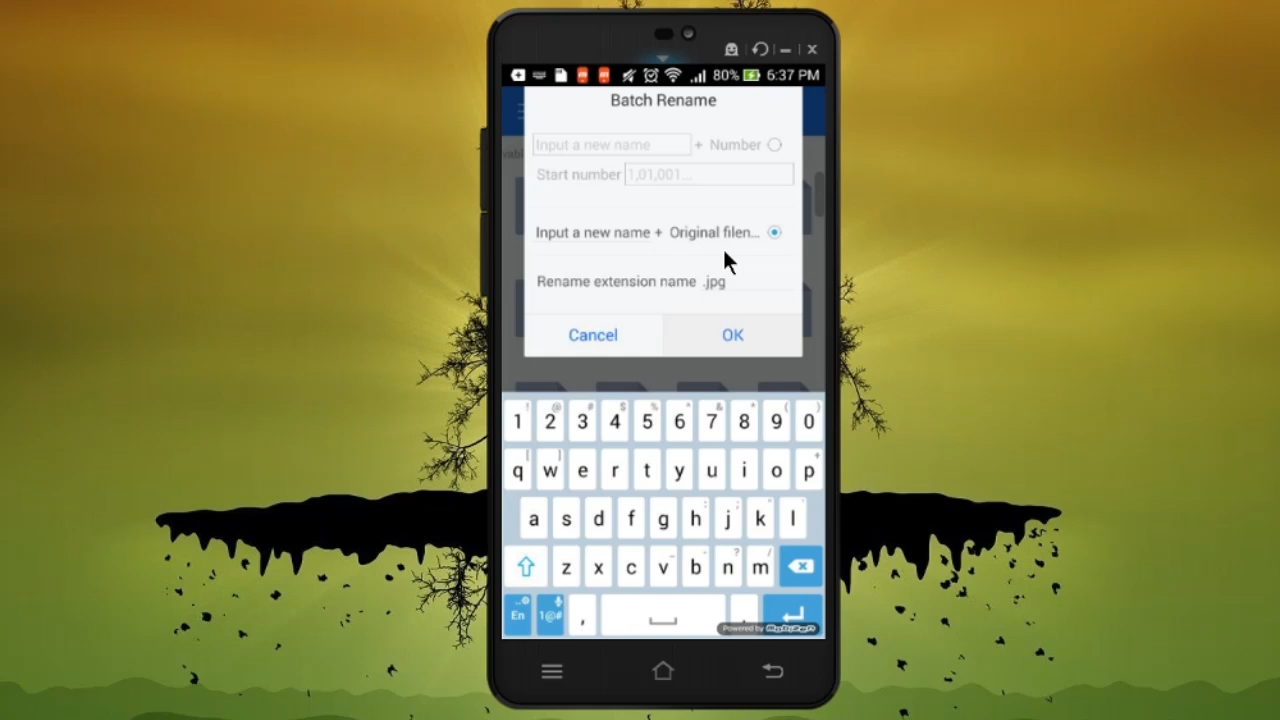 80% 6:37 PM
Batch Rename
Input a new name + Number
Start number 1,01,001...
Input a new name + Original filen...
Rename extension name .jpg
Cancel OK
1 2 3 4 5 6 7 8 9 0
q w e r t y u i o p
a s d f g h j k l
z x c v b n m
En 1@# , .
Powered by